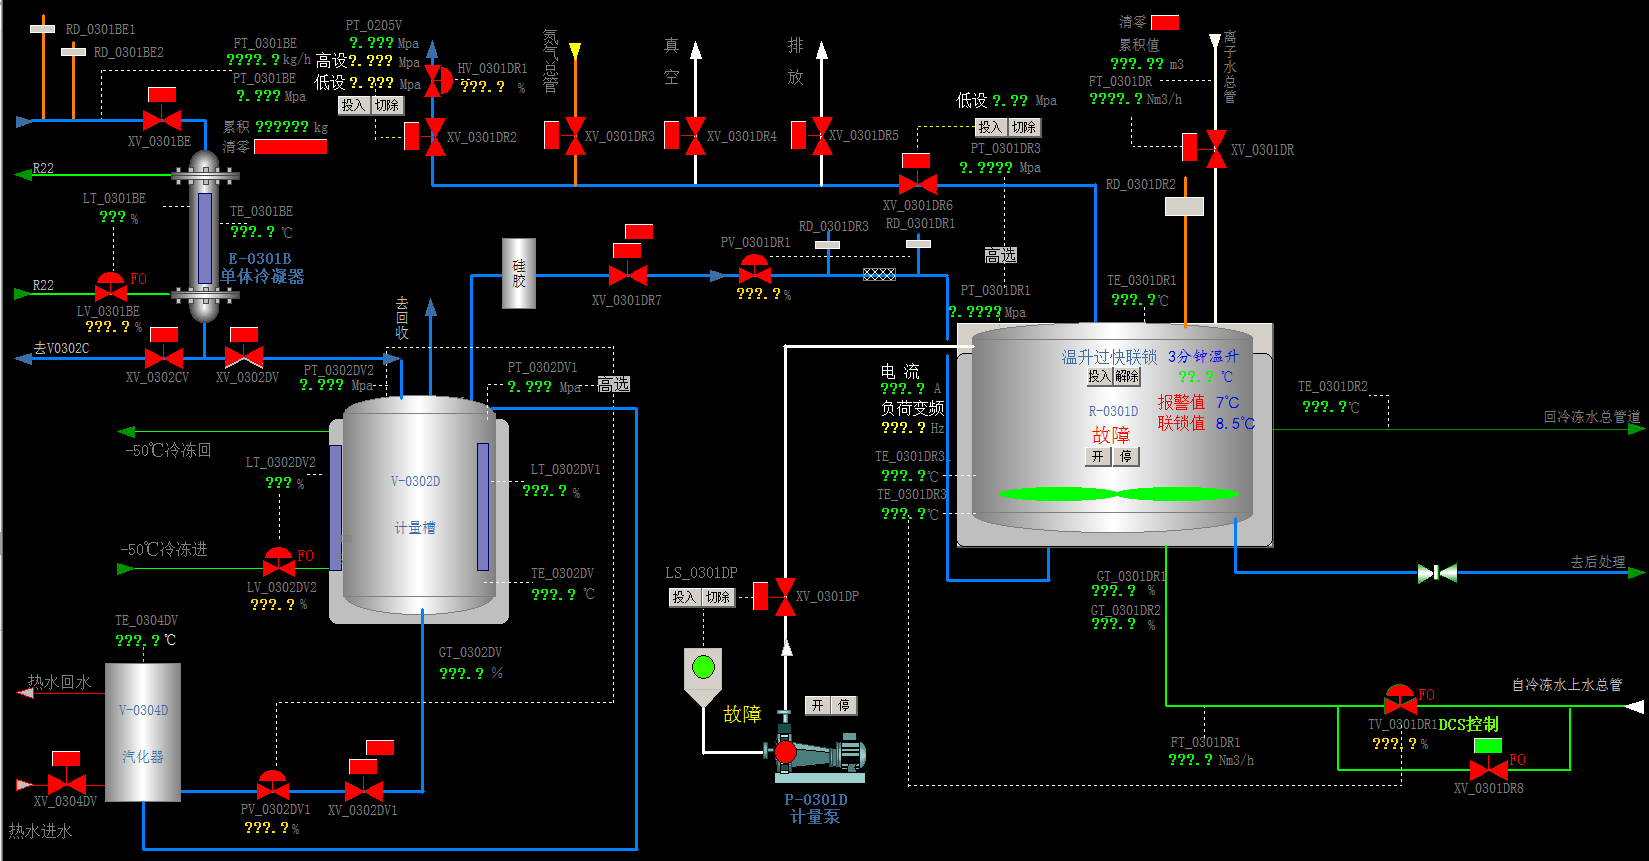 RD_0301BE1
RD_0301BE2
FT_0301BE
????.? kg/h
PT_0301BE
?.??? Mpa
XV_0301BE
累积 ?????? kg
清零
R22
LT_0301BE
??? %
TE_0301BE
???.? ℃
E-0301B
单体冷凝器
R22
FO
LV_0301BE
???.? %
去V0302C
XV_0302CV
XV_0302DV
PT_0205V
?.??? Mpa
高设 ?.??? Mpa
低设 ?.??? Mpa
投入 切除
HV_0301DR1
???.? %
XV_0301DR2
氮气总管
XV_0301DR3
真空
XV_0301DR4
排放
XV_0301DR5
低设 ?.?? Mpa
投入 切除
PT_0301DR3
?.???? Mpa
XV_0301DR6
清零
累积值
???.?? m3
FT_0301DR
????.? Nm3/h
离子水总管
XV_0301DR
RD_0301DR2
硅胶
XV_0301DR7
PV_0301DR1
???.? %
RD_0301DR3
RD_0301DR1
高选
PT_0301DR1
?.???? Mpa
TE_0301DR1
???.? ℃
去回收
PT_0302DV2
?.??? Mpa
PT_0302DV1
?.??? Mpa
高选
-50℃冷冻回
LT_0302DV2
??? %
V-0302D
计量槽
LT_0302DV1
???.? %
-50℃冷冻进
FO
LV_0302DV2
???.? %
TE_0302DV
???.? ℃
GT_0302DV
???.? %
TE_0304DV
???.? ℃
热水回水
V-0304D
汽化器
XV_0304DV
热水进水
PV_0302DV1
???.? %
XV_0302DV1
电 流
???.? A
负荷变频
???.? Hz
温升过快联锁
投入 解除
3分钟温升
??.? ℃
R-0301D
报警值 7℃
联锁值 8.5℃
故障
开 停
TE_0301DR3
???.? ℃
TE_0301DR3
???.? ℃
TE_0301DR2
???.? ℃
回冷冻水总管道
去后处理
GT_0301DR1
???.? %
GT_0301DR2
???.? %
LS_0301DP
投入 切除
XV_0301DP
故障
开 停
P-0301D
计量泵
自冷冻水上水总管
FO
TV_0301DR1
???.? %
DCS控制
FO
XV_0301DR8
FT_0301DR1
???.? Nm3/h